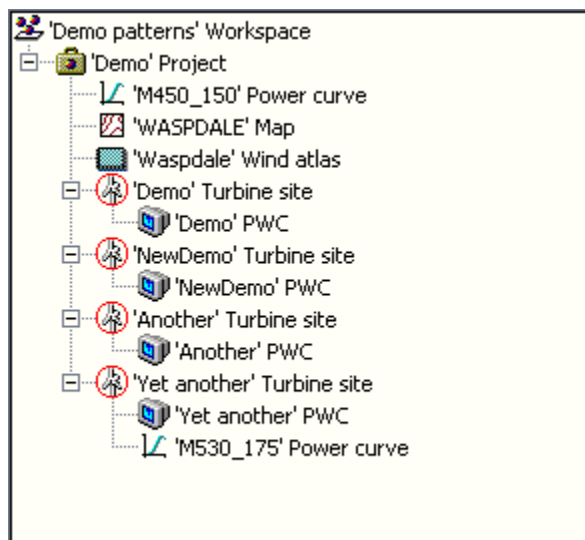 'Demo patterns' Workspace
'Demo' Project
'M450_150' Power curve
'WASPDALE' Map
'Waspdale' Wind atlas
'Demo' Turbine site
'Demo' PWC
'NewDemo' Turbine site
'NewDemo' PWC
'Another' Turbine site
'Another' PWC
'Yet another' Turbine site
'Yet another' PWC
'M530_175' Power curve